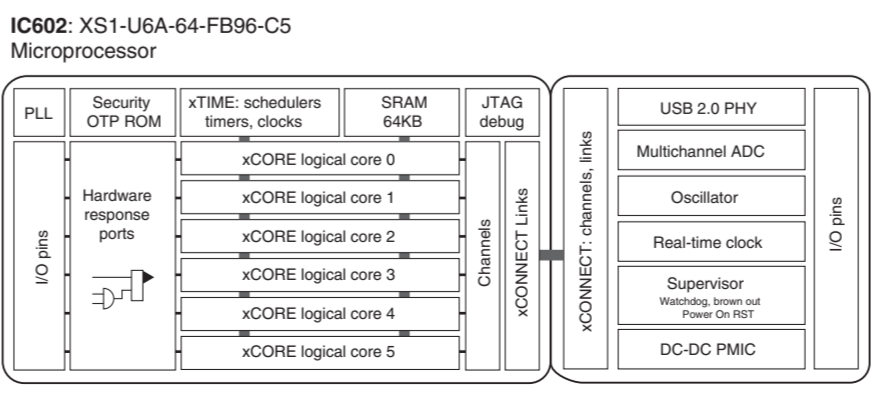 IC602: XS1-U6A-64-FB96-C5
Microprocessor
PLL
Security
OTP ROM
xTIME: schedulers
timers, clocks
SRAM
64KB
JTAG
debug
I/O pins
Hardware
response
ports
xCORE logical core 0
xCORE logical core 1
xCORE logical core 2
xCORE logical core 3
xCORE logical core 4
xCORE logical core 5
Channels
xCONNECT Links
xCONNECT: channels, links
USB 2.0 PHY
Multichannel ADC
Oscillator
Real-time clock
Supervisor
Watchdog, brown out
Power On RST
DC-DC PMIC
I/O pins